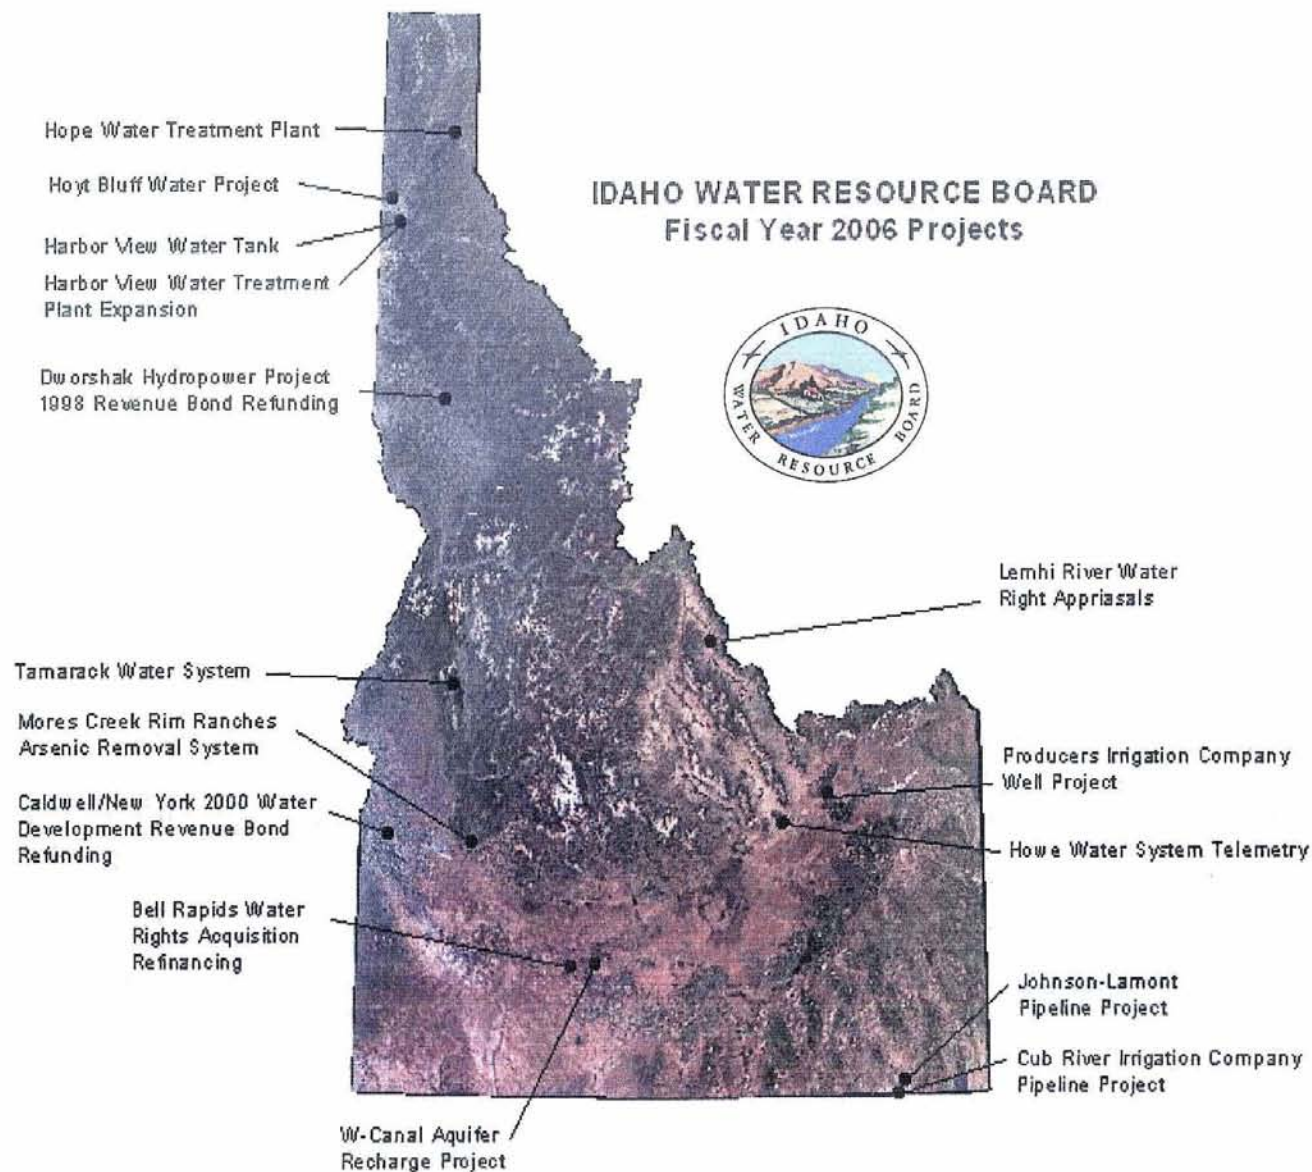 Hope Water Treatment Plant
Hoyt Bluff Water Project
IDAHO WATER RESOURCE BOARD
Fiscal Year 2006 Projects
Harbor View Water Tank
Harbor View Water Treatment
Plant Expansion
IDAHO
WATER RESOURCE BOARD
Dworshak Hydropower Project
1998 Revenue Bond Refunding
Lemhi River Water
Right Appriasals
Tamarack Water System
Mores Creek Rim Ranches
Arsenic Removal System
Producers Irrigation Company
Well Project
Caldwell/New York 2000 Water
Development Revenue Bond
Refunding
Howe Water System Telemetry
Bell Rapids Water
Rights Acquisition
Refinancing
Johnson-Lamont
Pipeline Project
Cub River Irrigation Company
Pipeline Project
W-Canal Aquifer
Recharge Project